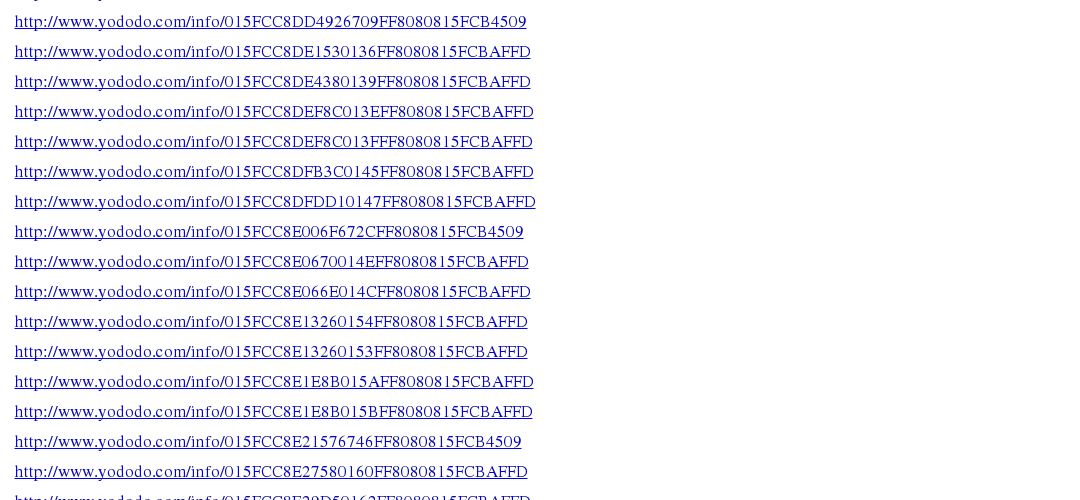 http://www.yododo.com/info/015FCC8DD4926709FF8080815FCB4509
http://www.yododo.com/info/015FCC8DE1530136FF8080815FCBAFFD
http://www.yododo.com/info/015FCC8DE4380139FF8080815FCBAFFD
http://www.yododo.com/info/015FCC8DEF8C013EFF8080815FCBAFFD
http://www.yododo.com/info/015FCC8DEF8C013FFF8080815FCBAFFD
http://www.yododo.com/info/015FCC8DFB3C0145FF8080815FCBAFFD
http://www.yododo.com/info/015FCC8DFDD10147FF8080815FCBAFFD
http://www.yododo.com/info/015FCC8E006F672CFF8080815FCB4509
http://www.yododo.com/info/015FCC8E0670014EFF8080815FCBAFFD
http://www.yododo.com/info/015FCC8E066E014CFF8080815FCBAFFD
http://www.yododo.com/info/015FCC8E13260154FF8080815FCBAFFD
http://www.yododo.com/info/015FCC8E13260153FF8080815FCBAFFD
http://www.yododo.com/info/015FCC8E1E8B015AFF8080815FCBAFFD
http://www.yododo.com/info/015FCC8E1E8B015BFF8080815FCBAFFD
http://www.yododo.com/info/015FCC8E21576746FF8080815FCB4509
http://www.yododo.com/info/015FCC8E27580160FF8080815FCBAFFD